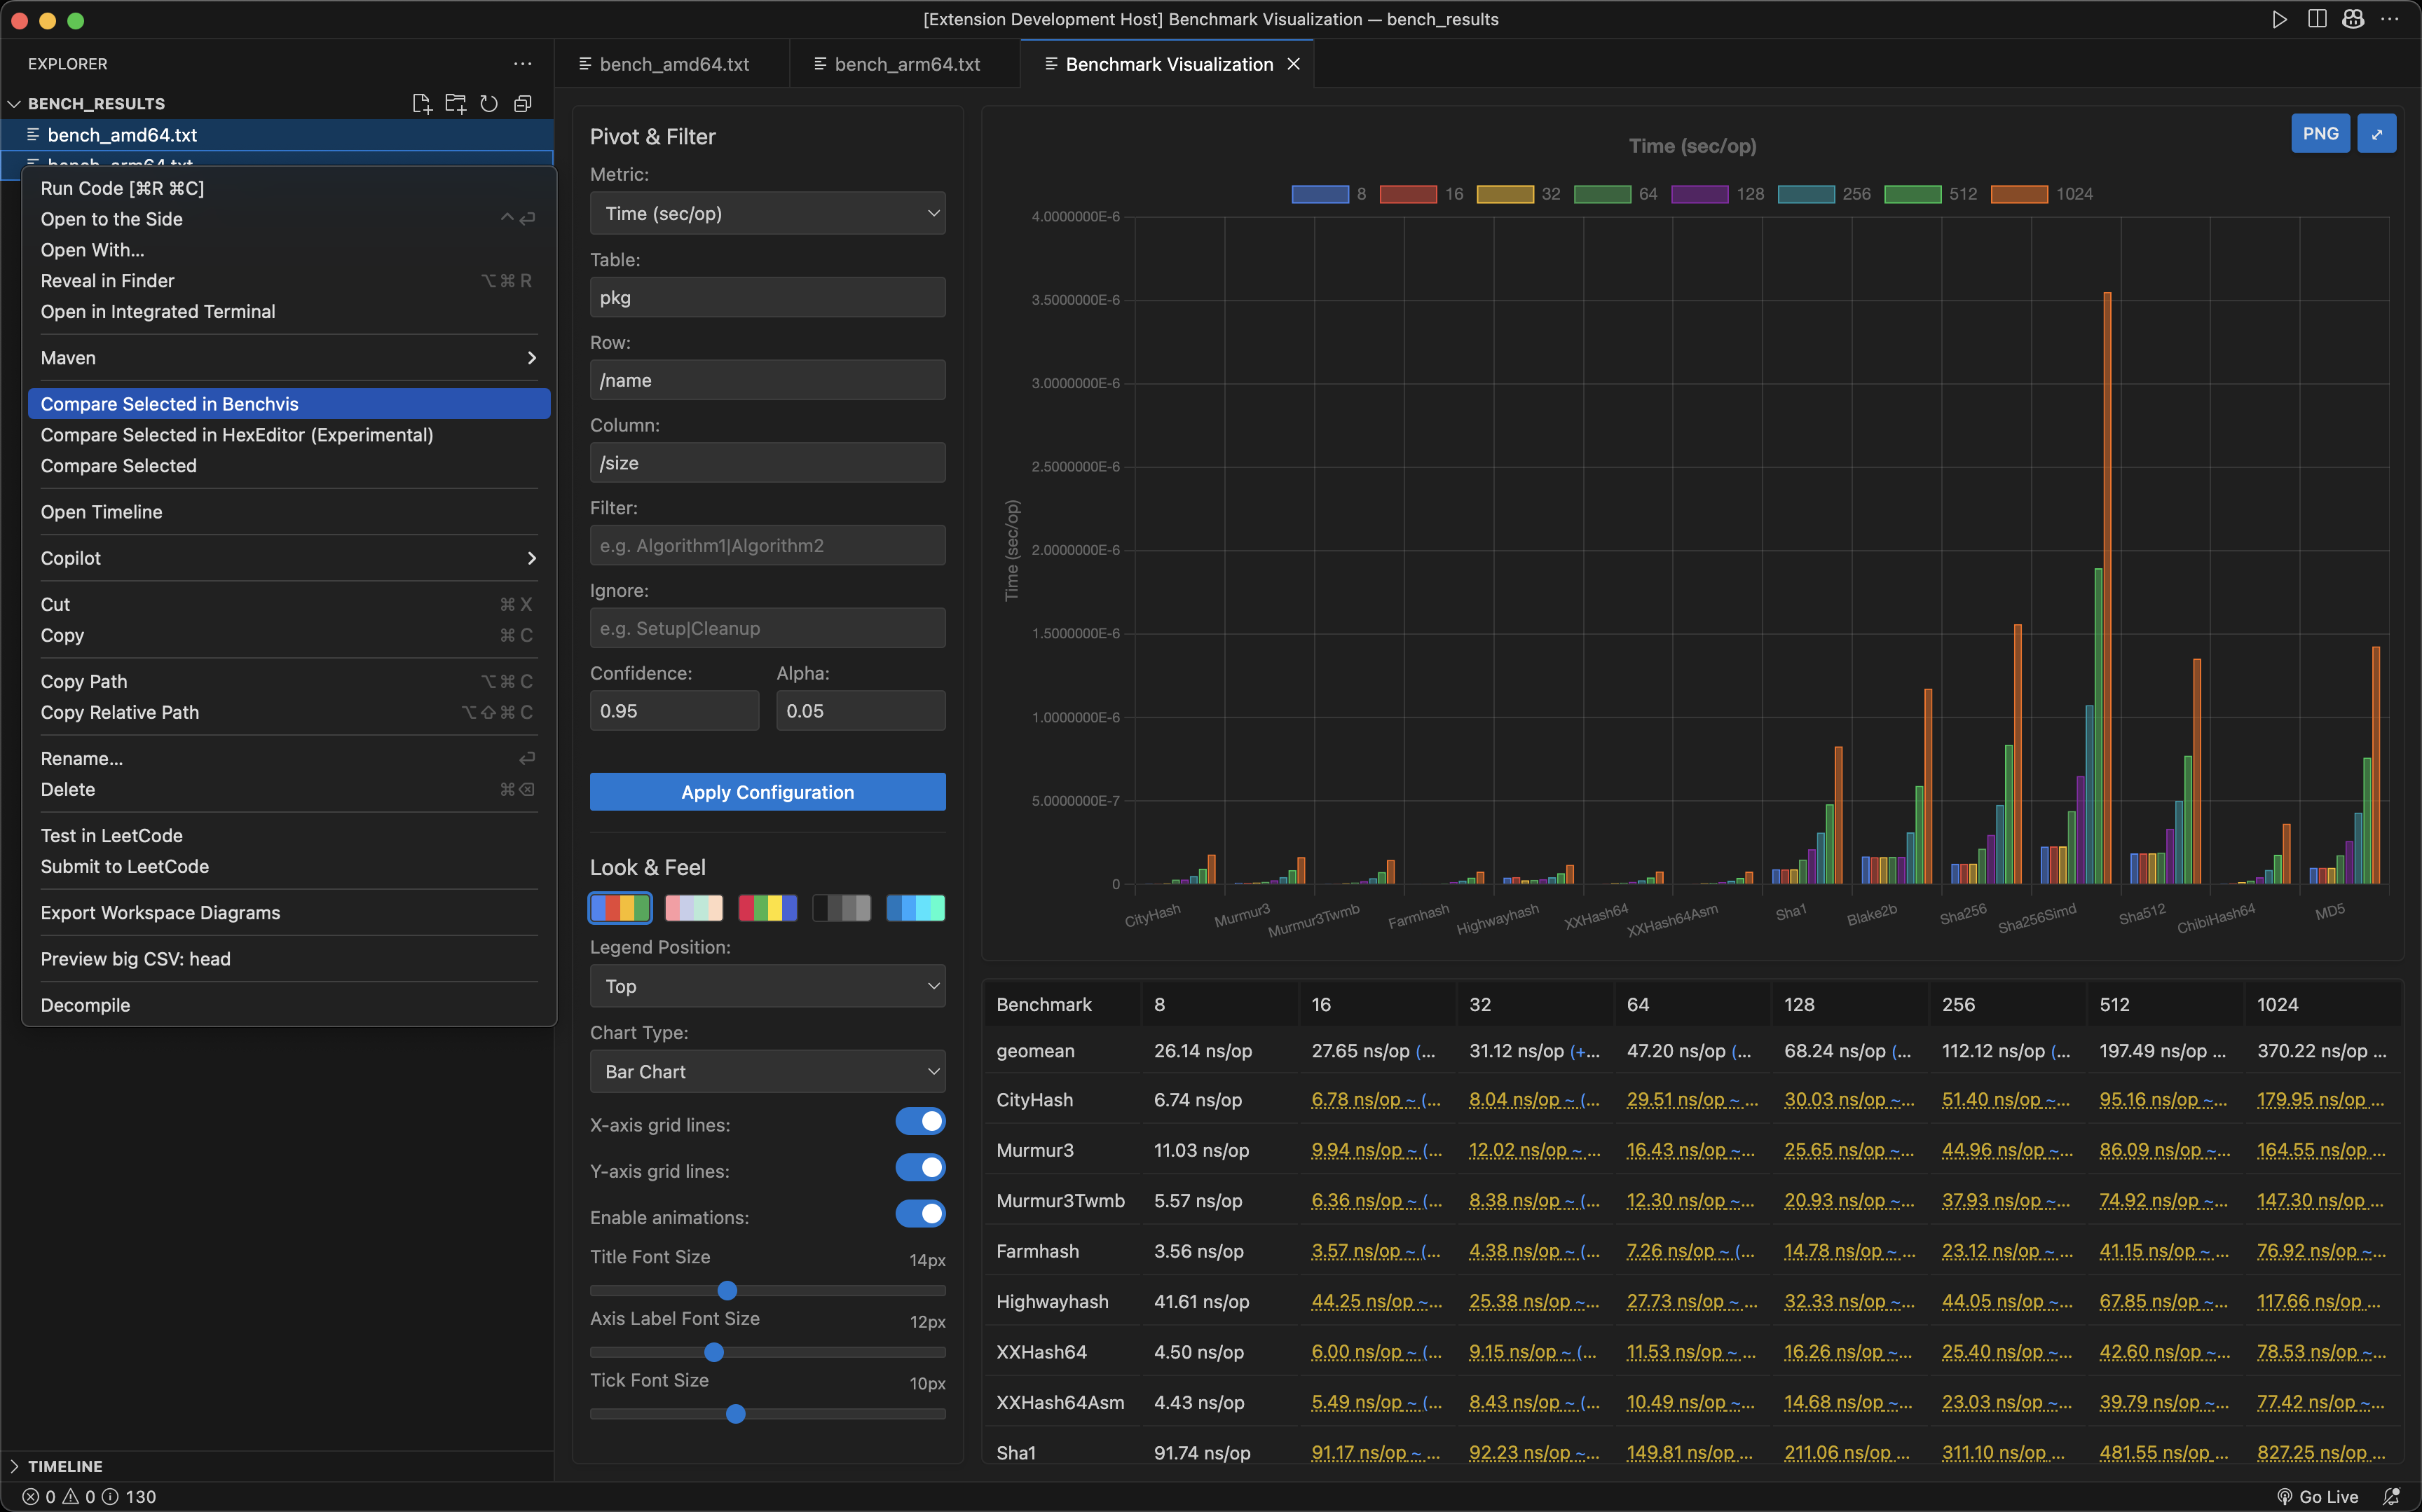 [Extension Development Host] Benchmark Visualization — bench_results
EXPLORER
BENCH_RESULTS
bench_amd64.txt
bench_arm64.txt
Run Code [⌘R ⌘C]
Open to the Side ^ ⏎
Open With...
Reveal in Finder ⌥ ⌘ R
Open in Integrated Terminal
Maven
Compare Selected in Benchvis
Compare Selected in HexEditor (Experimental)
Compare Selected
Open Timeline
Copilot
Cut ⌘ X
Copy ⌘ C
Copy Path ⌥ ⌘ C
Copy Relative Path ⌥ ⇧ ⌘ C
Rename... ⏎
Delete ⌘ ⌫
Test in LeetCode
Submit to LeetCode
Export Workspace Diagrams
Preview big CSV: head
Decompile
TIMELINE
0 0 130
bench_amd64.txt
bench_arm64.txt
Benchmark Visualization
Pivot & Filter
Metric:
Time (sec/op)
Table:
pkg
Row:
/name
Column:
/size
Filter:
e.g. Algorithm1|Algorithm2
Ignore:
e.g. Setup|Cleanup
Confidence: Alpha:
0.95 0.05
Apply Configuration
Look & Feel
Legend Position:
Top
Chart Type:
Bar Chart
X-axis grid lines:
Y-axis grid lines:
Enable animations:
Title Font Size 14px
Axis Label Font Size 12px
Tick Font Size 10px
PNG
Time (sec/op)
8 16 32 64 128 256 512 1024
Time (sec/op)
4.0000000E-6
3.5000000E-6
3.0000000E-6
2.5000000E-6
2.0000000E-6
1.5000000E-6
1.0000000E-6
5.0000000E-7
0
CityHash Murmur3 Murmur3Twmb Farmhash Highwayhash XXHash64 XXHash64Asm Sha1 Blake2b Sha256 Sha256Simd Sha512 ChibiHash64 MD5
Benchmark 8 16 32 64 128 256 512 1024
geomean 26.14 ns/op 27.65 ns/op (... 31.12 ns/op (+... 47.20 ns/op (... 68.24 ns/op (... 112.12 ns/op (... 197.49 ns/op ... 370.22 ns/op ...
CityHash 6.74 ns/op 6.78 ns/op ~ (... 8.04 ns/op ~ (... 29.51 ns/op ~ ... 30.03 ns/op ~... 51.40 ns/op ~... 95.16 ns/op ~... 179.95 ns/op ...
Murmur3 11.03 ns/op 9.94 ns/op ~ (... 12.02 ns/op ~ ... 16.43 ns/op ~... 25.65 ns/op ~... 44.96 ns/op ~... 86.09 ns/op ~... 164.55 ns/op ...
Murmur3Twmb 5.57 ns/op 6.36 ns/op ~ (... 8.38 ns/op ~ (... 12.30 ns/op ~... 20.93 ns/op ~... 37.93 ns/op ~... 74.92 ns/op ~... 147.30 ns/op ...
Farmhash 3.56 ns/op 3.57 ns/op ~ (... 4.38 ns/op ~ (... 7.26 ns/op ~ (... 14.78 ns/op ~ ... 23.12 ns/op ~ ... 41.15 ns/op ~ ... 76.92 ns/op ~...
Highwayhash 41.61 ns/op 44.25 ns/op ~... 25.38 ns/op ~... 27.73 ns/op ~ ... 32.33 ns/op ~... 44.05 ns/op ~... 67.85 ns/op ~... 117.66 ns/op ...
XXHash64 4.50 ns/op 6.00 ns/op ~ (... 9.15 ns/op ~ (... 11.53 ns/op ~ ... 16.26 ns/op ~... 25.40 ns/op ~... 42.60 ns/op ~... 78.53 ns/op ~...
XXHash64Asm 4.43 ns/op 5.49 ns/op ~ (... 8.43 ns/op ~ (... 10.49 ns/op ~... 14.68 ns/op ~... 23.03 ns/op ~... 39.79 ns/op ~... 77.42 ns/op ~...
Sha1 91.74 ns/op 91.17 ns/op ~... 92.23 ns/op ~... 149.81 ns/op ... 211.06 ns/op ... 311.10 ns/op ... 481.55 ns/op ... 827.25 ns/op ...
Go Live